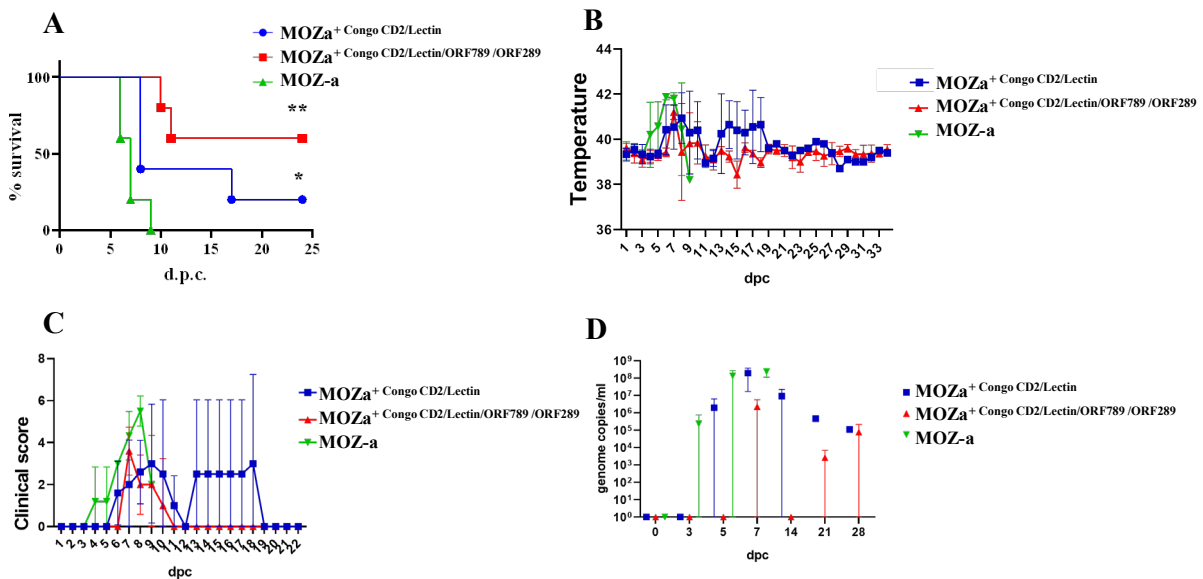 A
MOZa+ Congo CD2/Lectin
MOZa+ Congo CD2/Lectin/ORF789 /ORF289
MOZ-a
% survival
100
50
0
**
*
0 5 10 15 20 25
d.p.c.
B
MOZa+ Congo CD2/Lectin
MOZa+ Congo CD2/Lectin/ORF789 /ORF289
MOZ-a
Temperature
44
42
40
38
36
1 3 5 7 9 11 13 15 17 19 21 23 25 27 29 31 33
dpc
C
MOZa+ Congo CD2/Lectin
MOZa+ Congo CD2/Lectin/ORF789 /ORF289
MOZ-a
Clinical score
8
6
4
2
0
1 2 3 4 5 6 7 8 9 10 11 12 13 14 15 16 17 18 19 20 21 22
dpc
D
MOZa+ Congo CD2/Lectin
MOZa+ Congo CD2/Lectin/ORF789 /ORF289
MOZ-a
genome copies/ml
10⁹
10⁸
10⁷
10⁶
10⁵
10⁴
10³
10²
10¹
10⁰
0 3 5 7 14 21 28
dpc